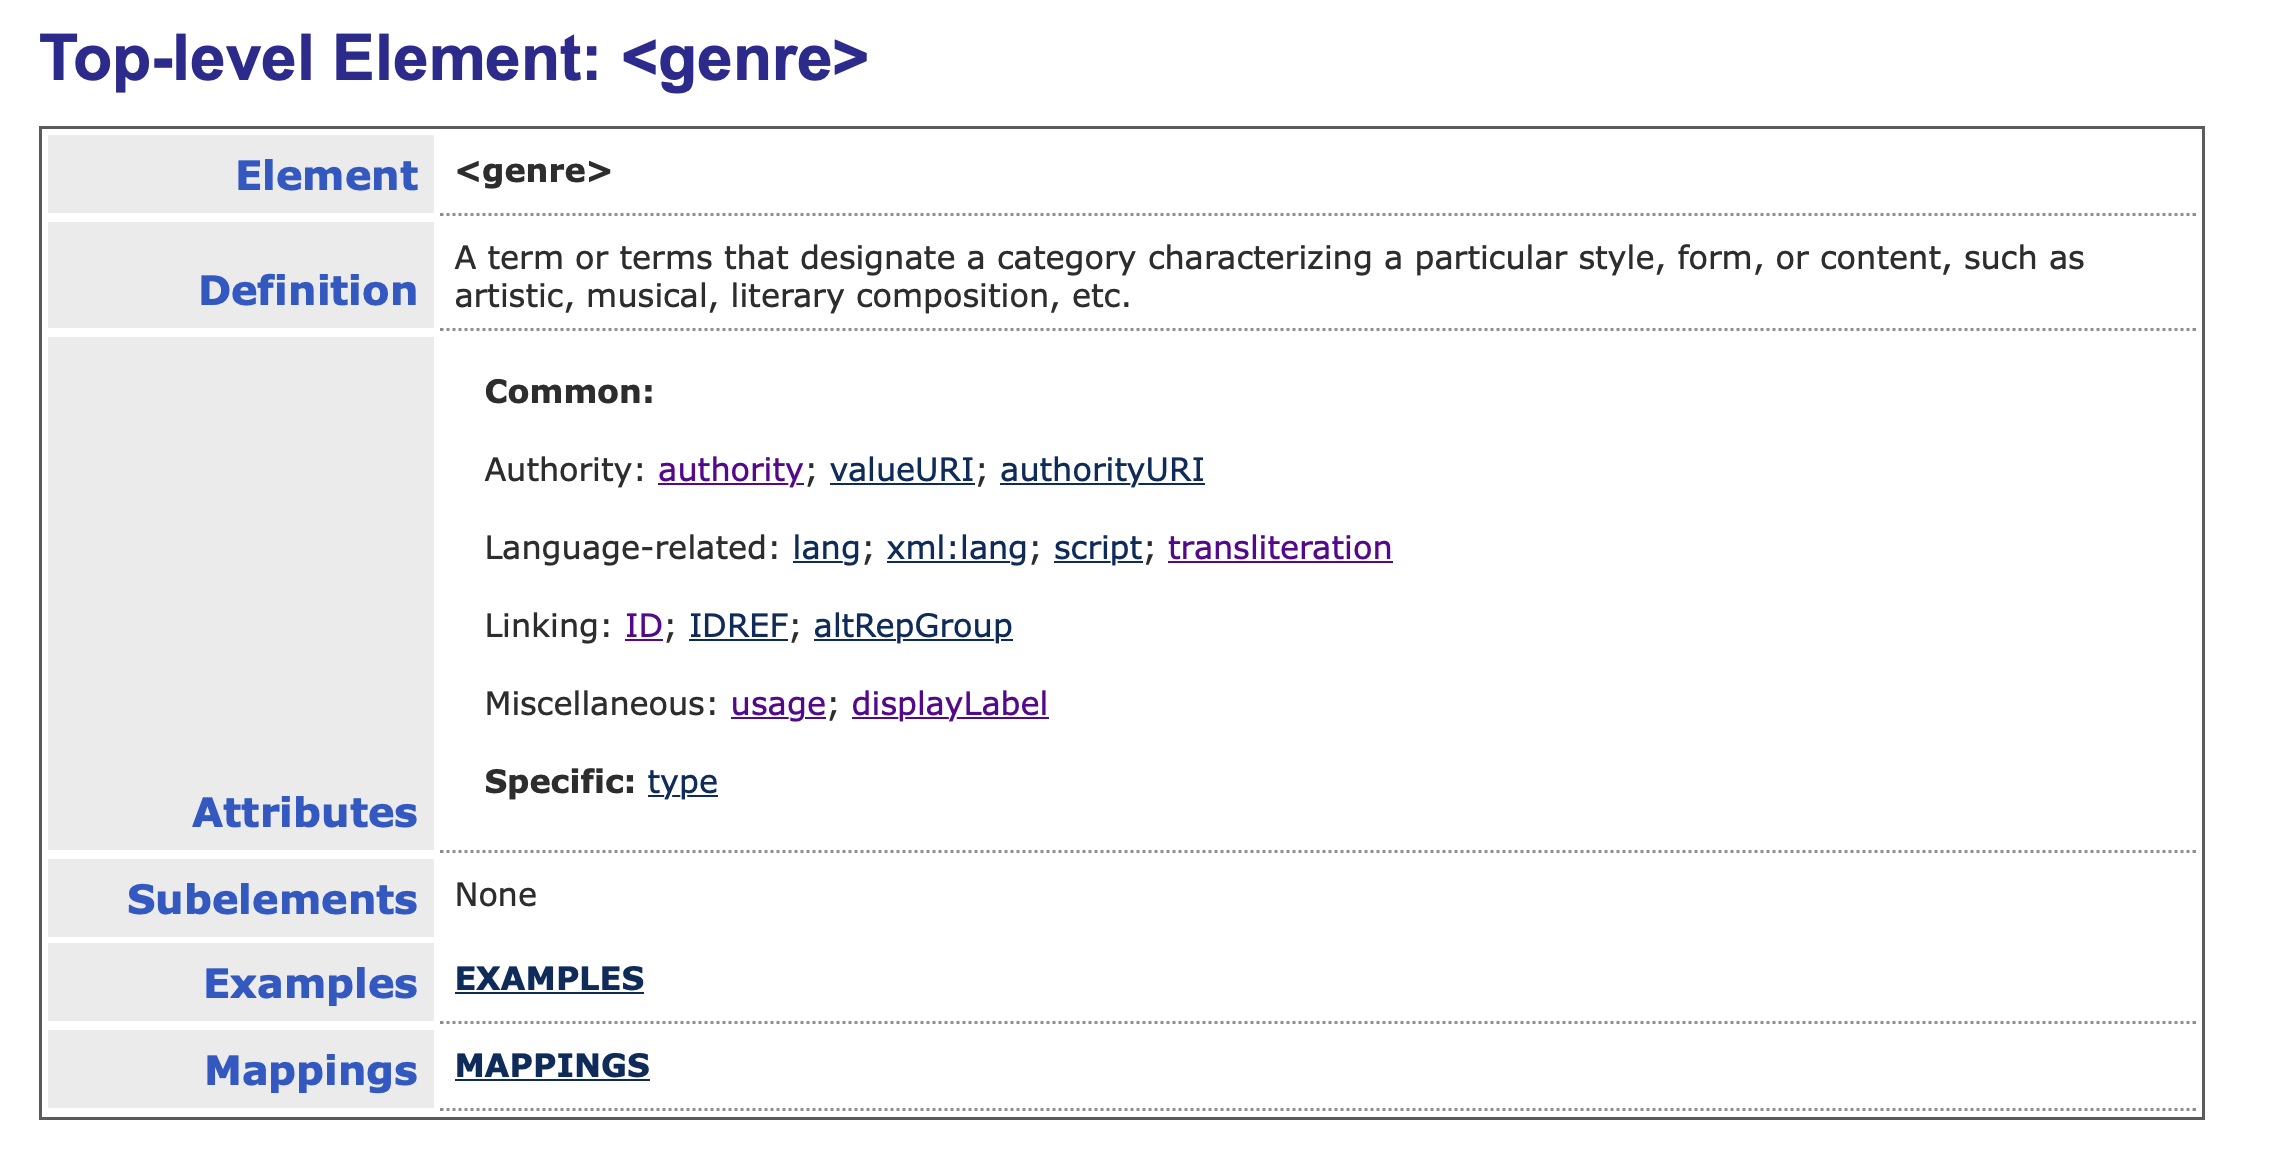 Top-level Element: <genre>
Element
<genre>
Definition
A term or terms that designate a category characterizing a particular style, form, or content, such as
artistic, musical, literary composition, etc.
Attributes
Common:
Authority: authority; valueURI; authorityURI
Language-related: lang; xml:lang; script; transliteration
Linking: ID; IDREF; altRepGroup
Miscellaneous: usage; displayLabel
Specific: type
Subelements
None
Examples
EXAMPLES
Mappings
MAPPINGS